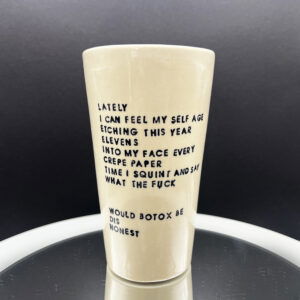 LATELY
I CAN FEEL MY SELF AGE
ETCHING THIS YEAR
ELEVENS
INTO MY FACE EVERY
CREPE PAPER
TIME I SQUINT AND SAY
WHAT THE FUCK
WOULD BOTOX BE
DIS
HONEST